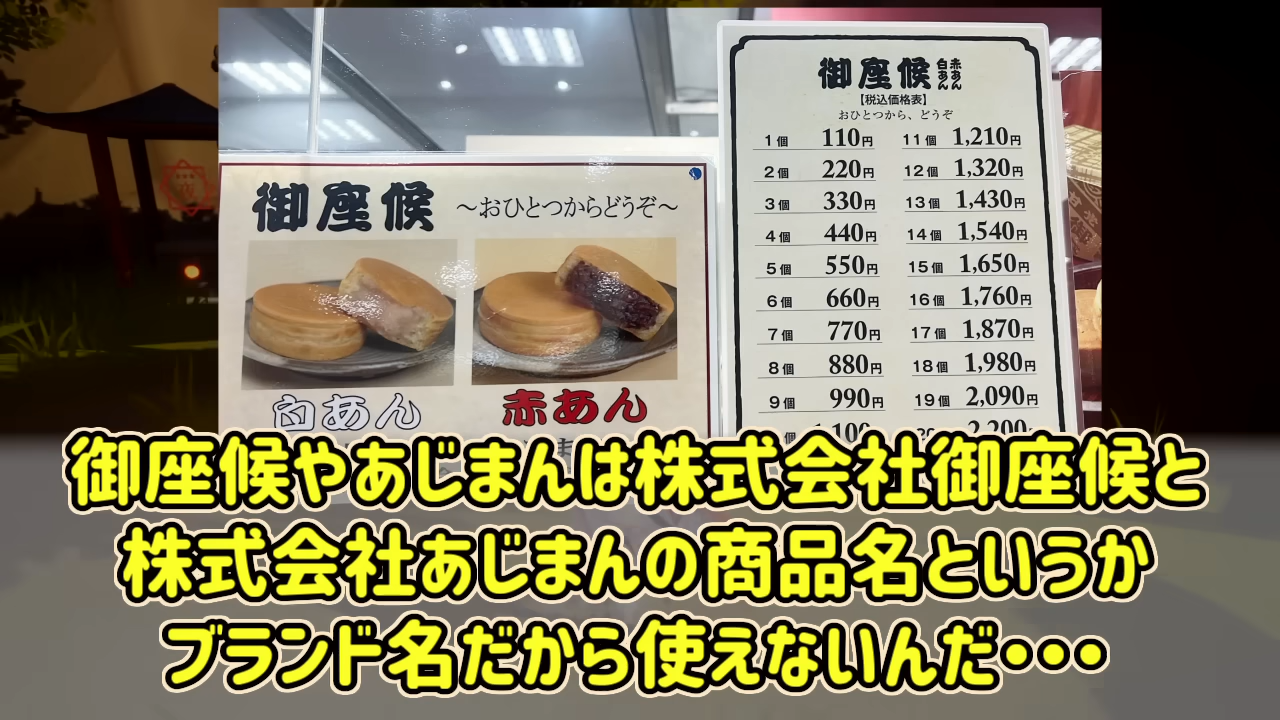 御座候
～おひとつからどうぞ～
白あん
赤あん
御座候 赤あん 白あん
【税込価格表】
おひとつから、どうぞ
1個 110円 11個 1,210円
2個 220円 12個 1,320円
3個 330円 13個 1,430円
4個 440円 14個 1,540円
5個 550円 15個 1,650円
6個 660円 16個 1,760円
7個 770円 17個 1,870円
8個 880円 18個 1,980円
9個 990円 19個 2,090円
御座候やあじまんは株式会社御座候と
株式会社あじまんの商品名というか
ブランド名だから使えないんだ・・・